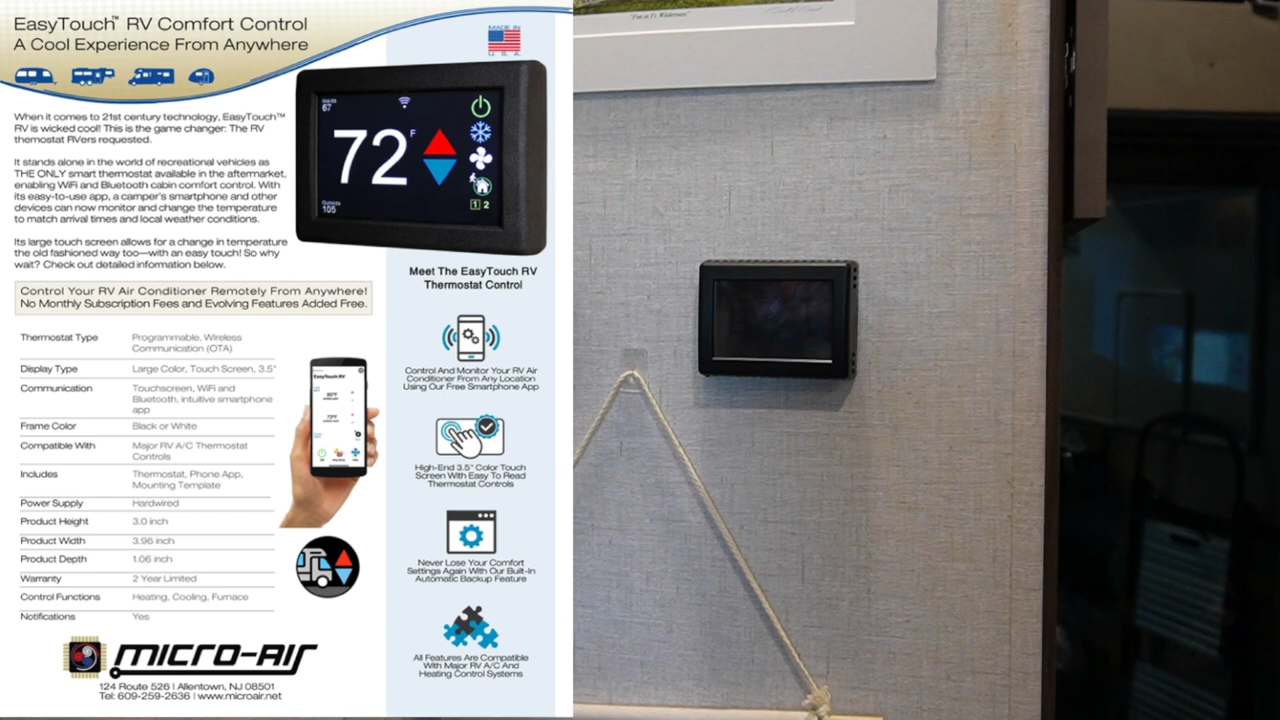 EasyTouch™ RV Comfort Control
A Cool Experience From Anywhere
MADE IN
U.S.A
When it comes to 21st century technology, EasyTouch™
RV is wicked cool! This is the game changer: The RV
thermostat RVers requested.
It stands alone in the world of recreational vehicles as
THE ONLY smart thermostat available in the aftermarket,
enabling WiFi and Bluetooth cabin comfort control. With
its easy-to-use app, a camper's smartphone and other
devices can now monitor and change the temperature
to match arrival times and local weather conditions.
Its large touch screen allows for a change in temperature
the old fashioned way too—with an easy touch! So why
wait? Check out detailed information below.
Control Your RV Air Conditioner Remotely From Anywhere!
No Monthly Subscription Fees and Evolving Features Added Free.
Thermostat Type Programmable, Wireless
Communication (OTA)
Display Type Large Color, Touch Screen, 3.5"
Communication Touchscreen, WiFi and
Bluetooth, intuitive smartphone
app
Frame Color Black or White
Compatible With Major RV A/C Thermostat
Controls
Includes Thermostat, Phone App,
Mounting Template
Power Supply Hardwired
Product Height 3.0 inch
Product Width 3.96 inch
Product Depth 1.06 inch
Warranty 2 Year Limited
Control Functions Heating, Cooling, Furnace
Notifications Yes
EasyTouch RV
MICRO-AIR
124 Route 526 | Allentown, NJ 08501
Tel: 609-259-2636 | www.microair.net
Inside
67
72 F
Outside
105
1 2
Meet The EasyTouch RV
Thermostat Control
Control And Monitor Your RV Air
Conditioner From Any Location
Using Our Free Smartphone App
High-End 3.5" Color Touch
Screen With Easy To Read
Thermostat Controls
Never Lose Your Comfort
Settings Again With Our Built-In
Automatic Backup Feature
All Features Are Compatible
With Major RV A/C And
Heating Control Systems